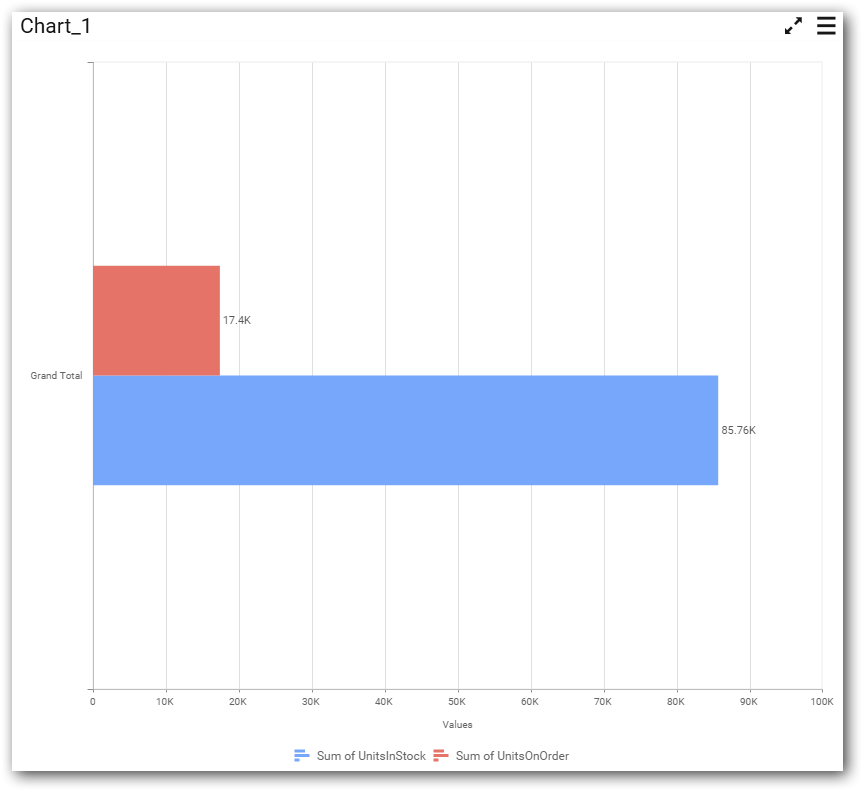 Chart_1
17.4K
Grand Total
85.76K
0 10K 20K 30K 40K 50K 60K 70K 80K 90K 100K
Values
Sum of UnitsInStock Sum of UnitsOnOrder